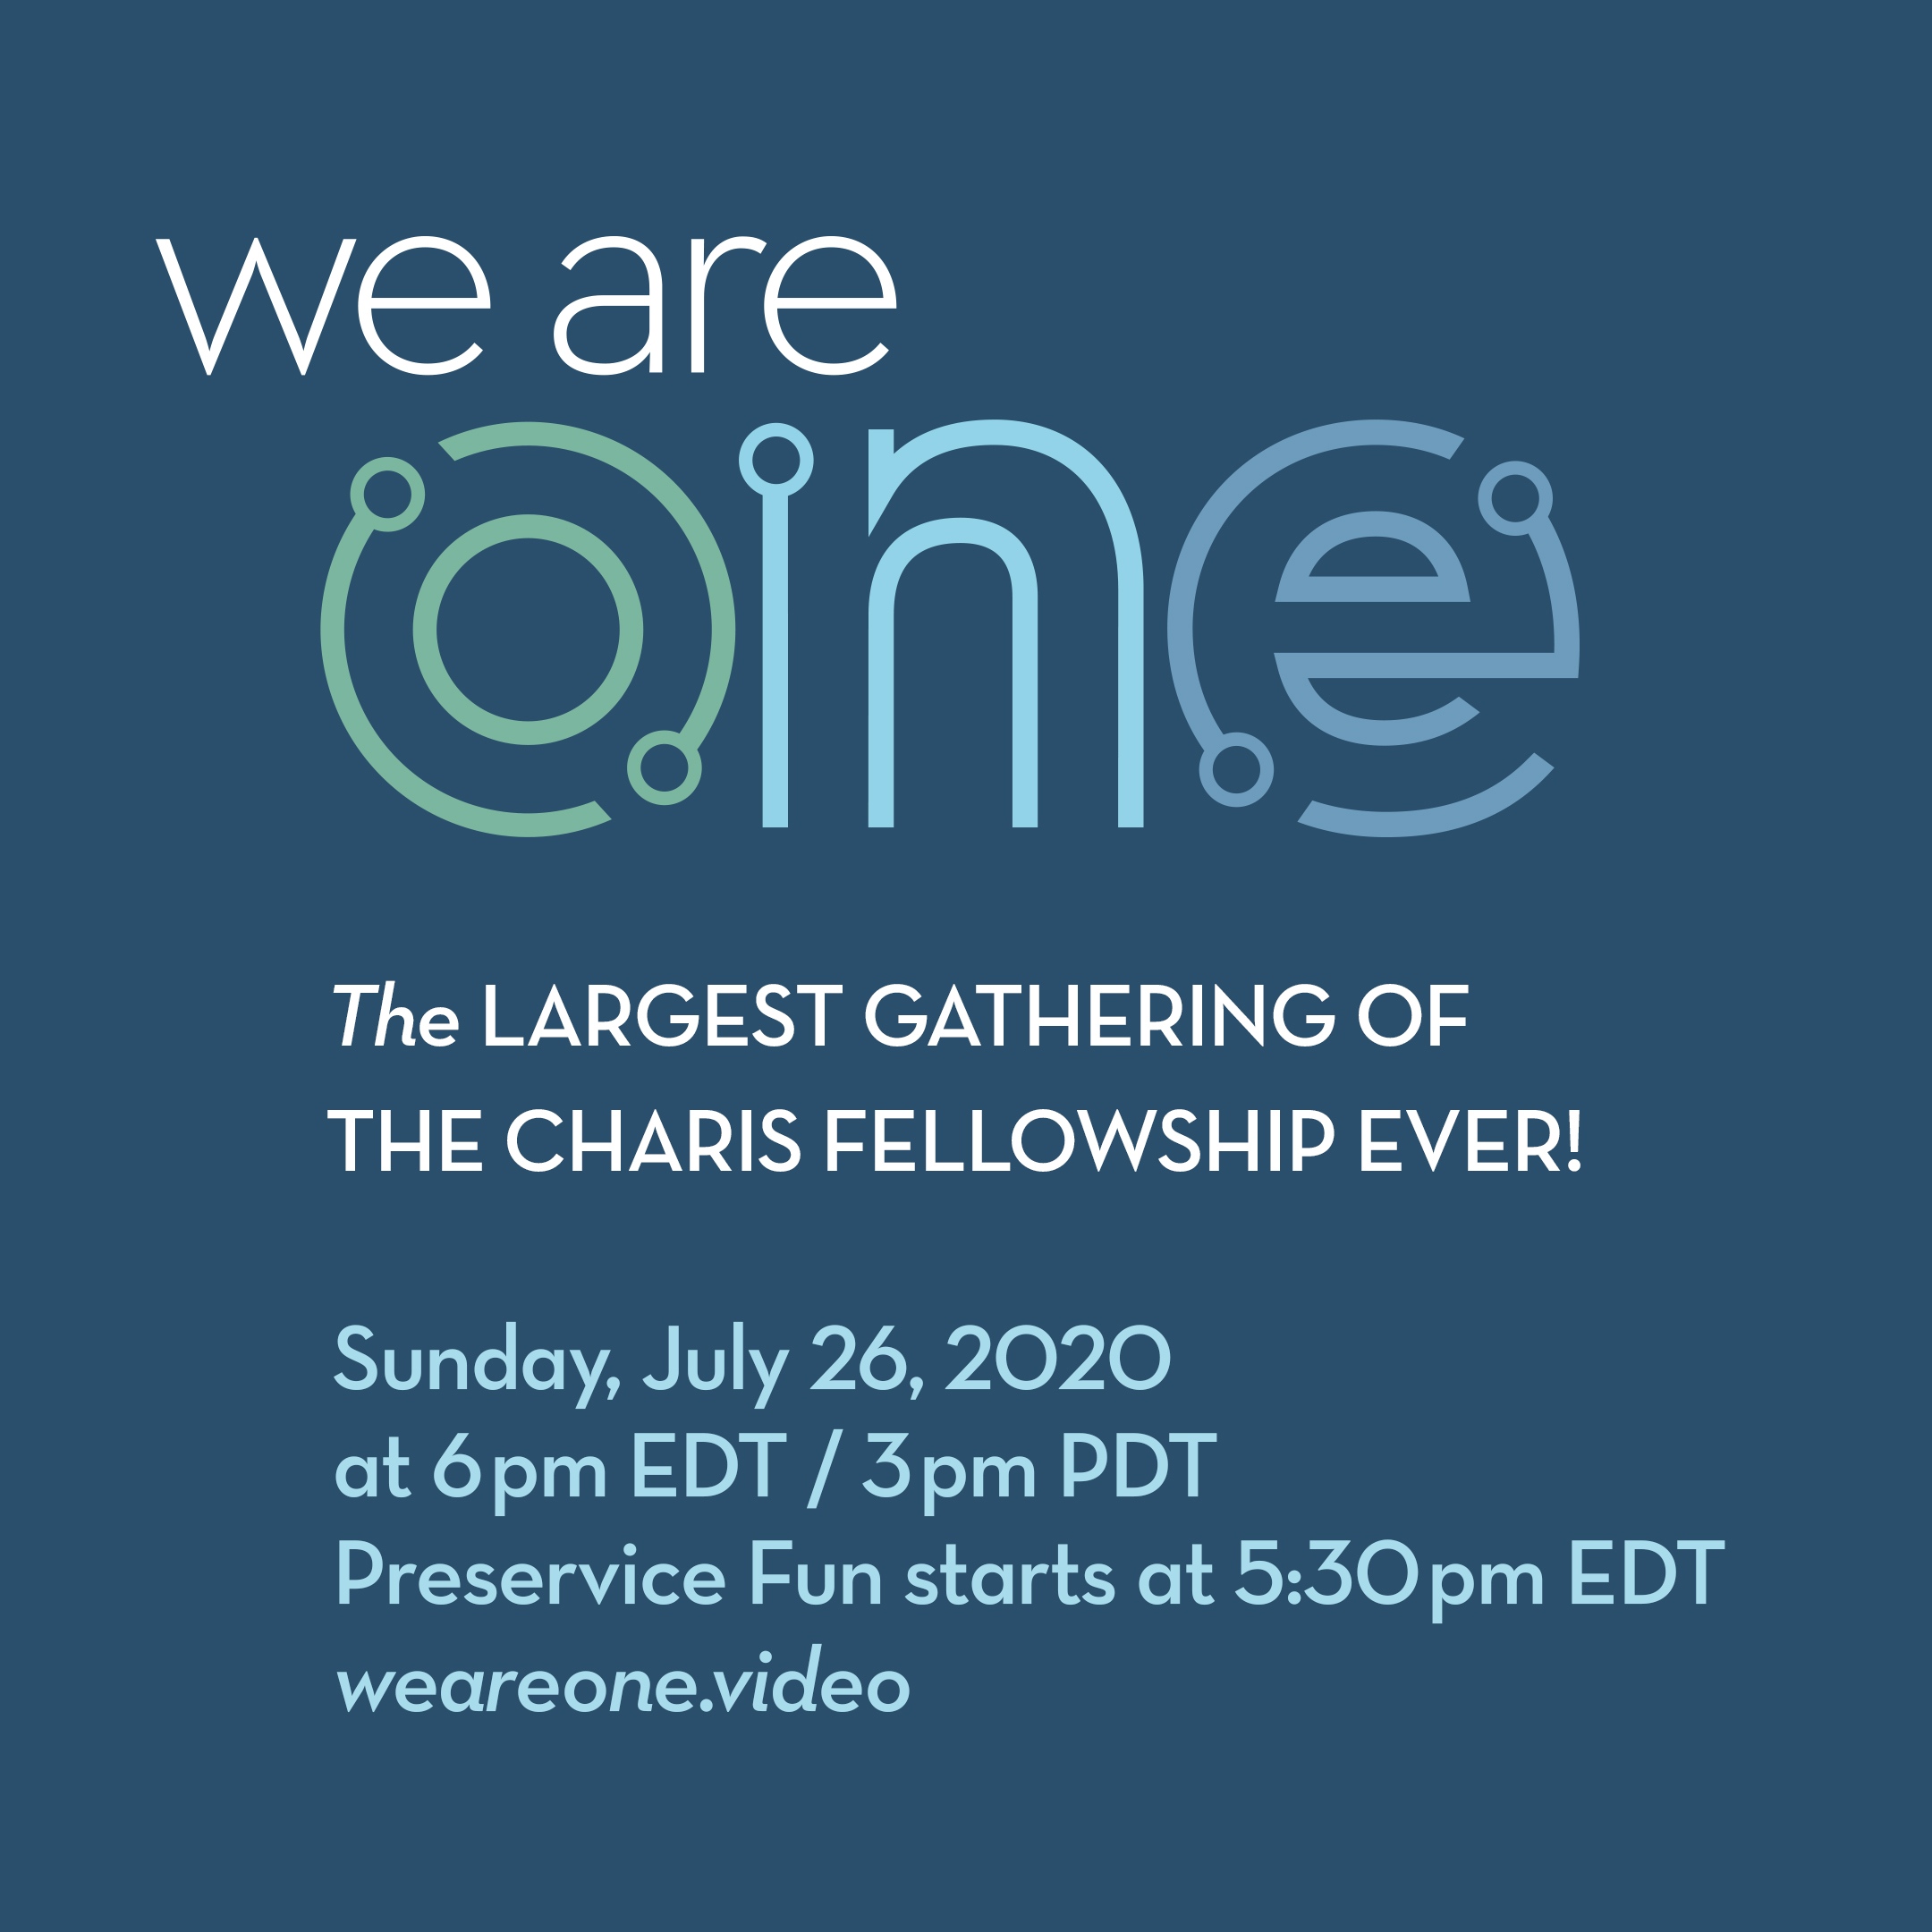 we are
one
The LARGEST GATHERING OF
THE CHARIS FELLOWSHIP EVER!
Sunday, July 26, 2020
at 6pm EDT / 3pm PDT
Preservice Fun starts at 5:30pm EDT
weareone.video